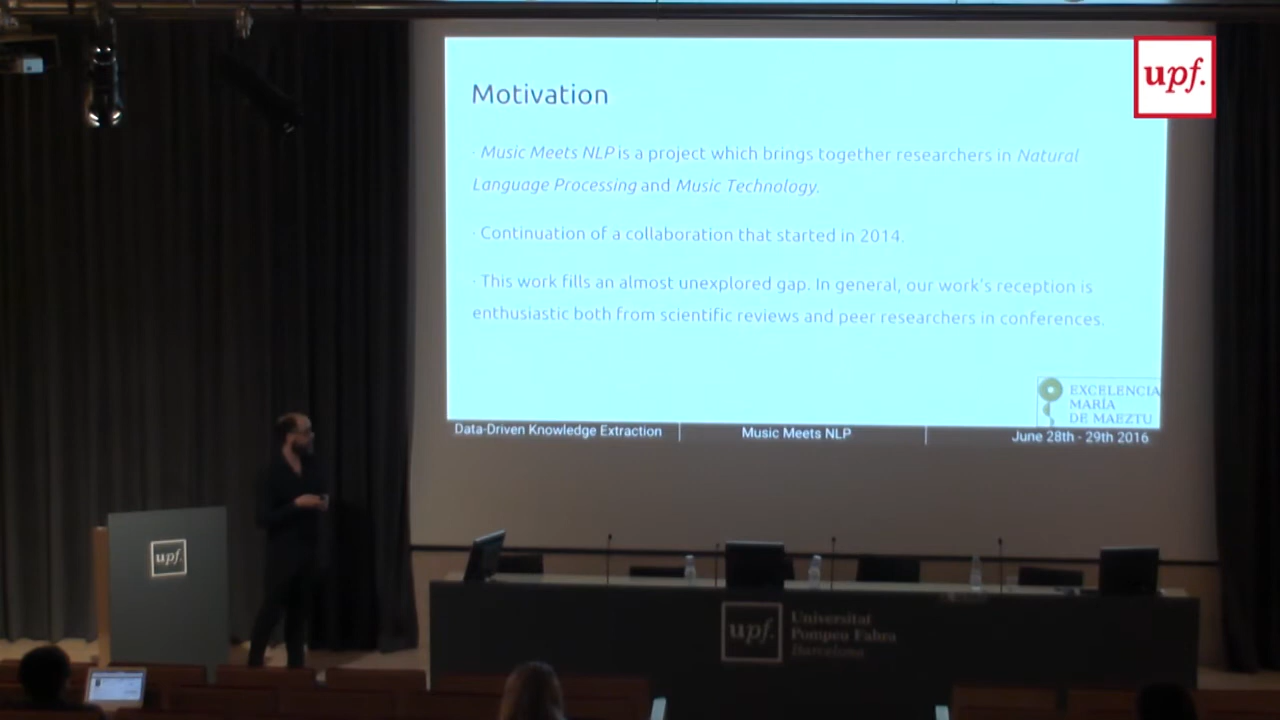 upf.
Motivation
· Music Meets NLP is a project which brings together researchers in Natural
Language Processing and Music Technology.
· Continuation of a collaboration that started in 2014.
· This work fills an almost unexplored gap. In general, our work's reception is
enthusiastic both from scientific reviews and peer researchers in conferences.
EXCELENCIA
MARÍA
DE MAEZTU
Data-Driven Knowledge Extraction
Music Meets NLP
June 28th - 29th 2016
upf.
upf.
Universitat
Pompeu Fabra
Barcelona